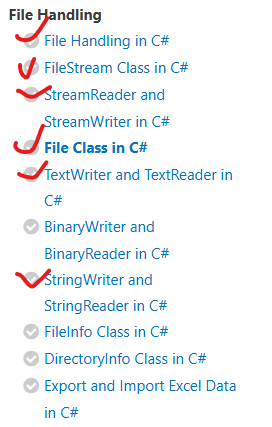 File Handling
File Handling in C#
FileStream Class in C#
StreamReader and
StreamWriter in C#
File Class in C#
TextWriter and TextReader in
C#
BinaryWriter and
BinaryReader in C#
StringWriter and
StringReader in C#
FileInfo Class in C#
DirectoryInfo Class in C#
Export and Import Excel Data
in C#